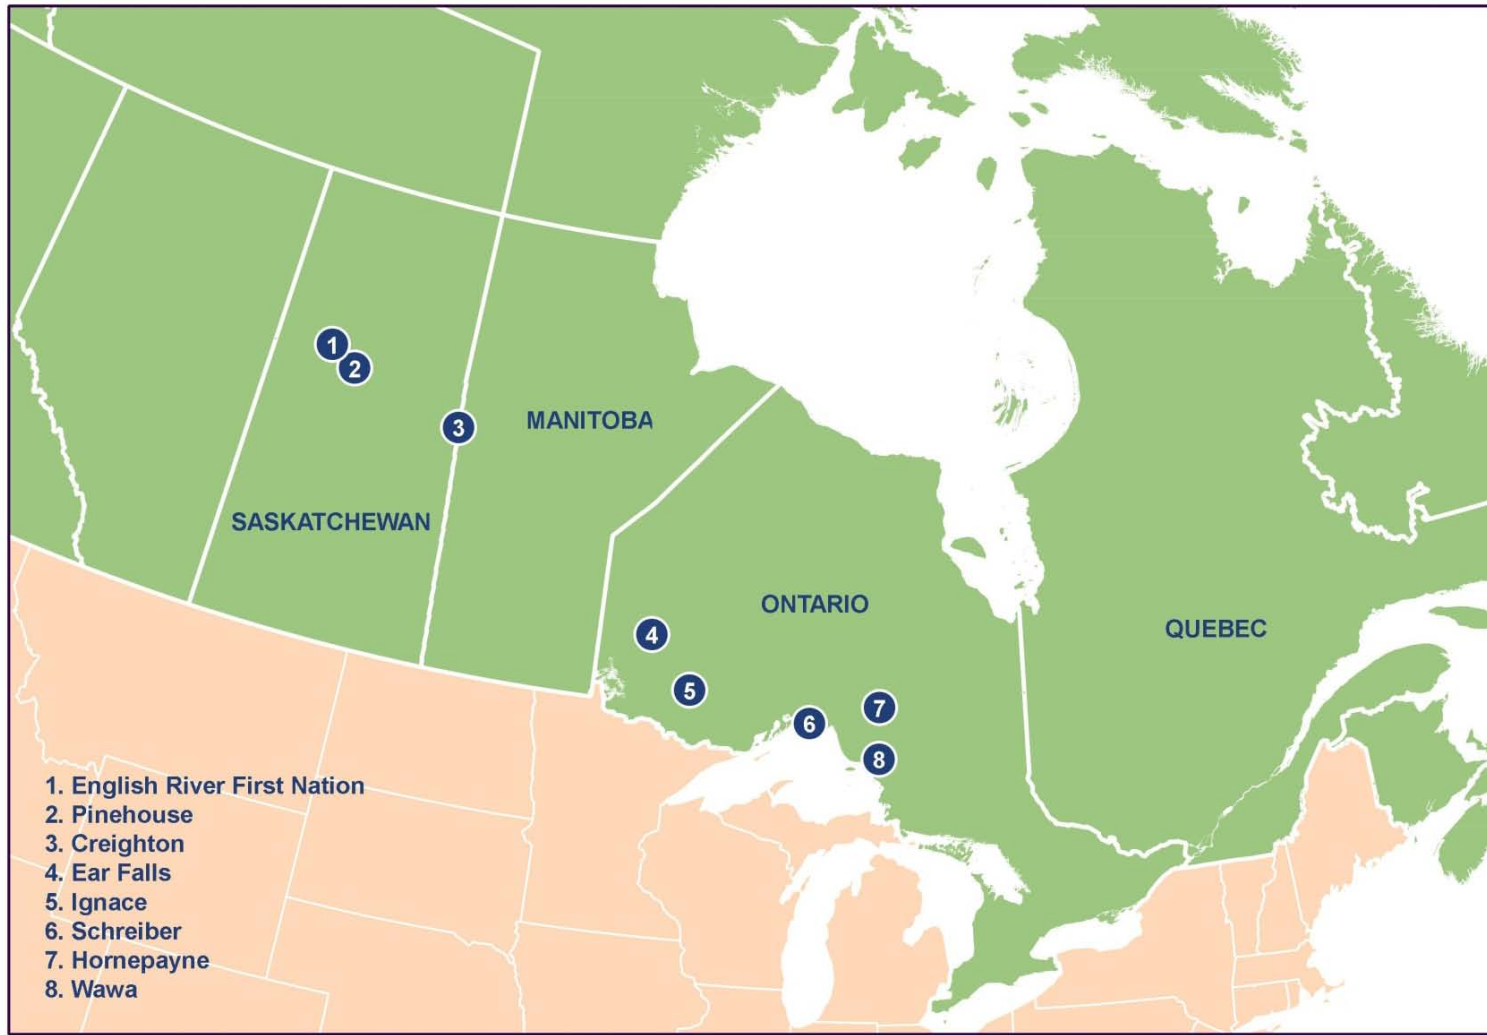 1
2
3
MANITOBA
SASKATCHEWAN
ONTARIO
QUEBEC
4
5
6
7
8
1. English River First Nation
2. Pinehouse
3. Creighton
4. Ear Falls
5. Ignace
6. Schreiber
7. Hornepayne
8. Wawa